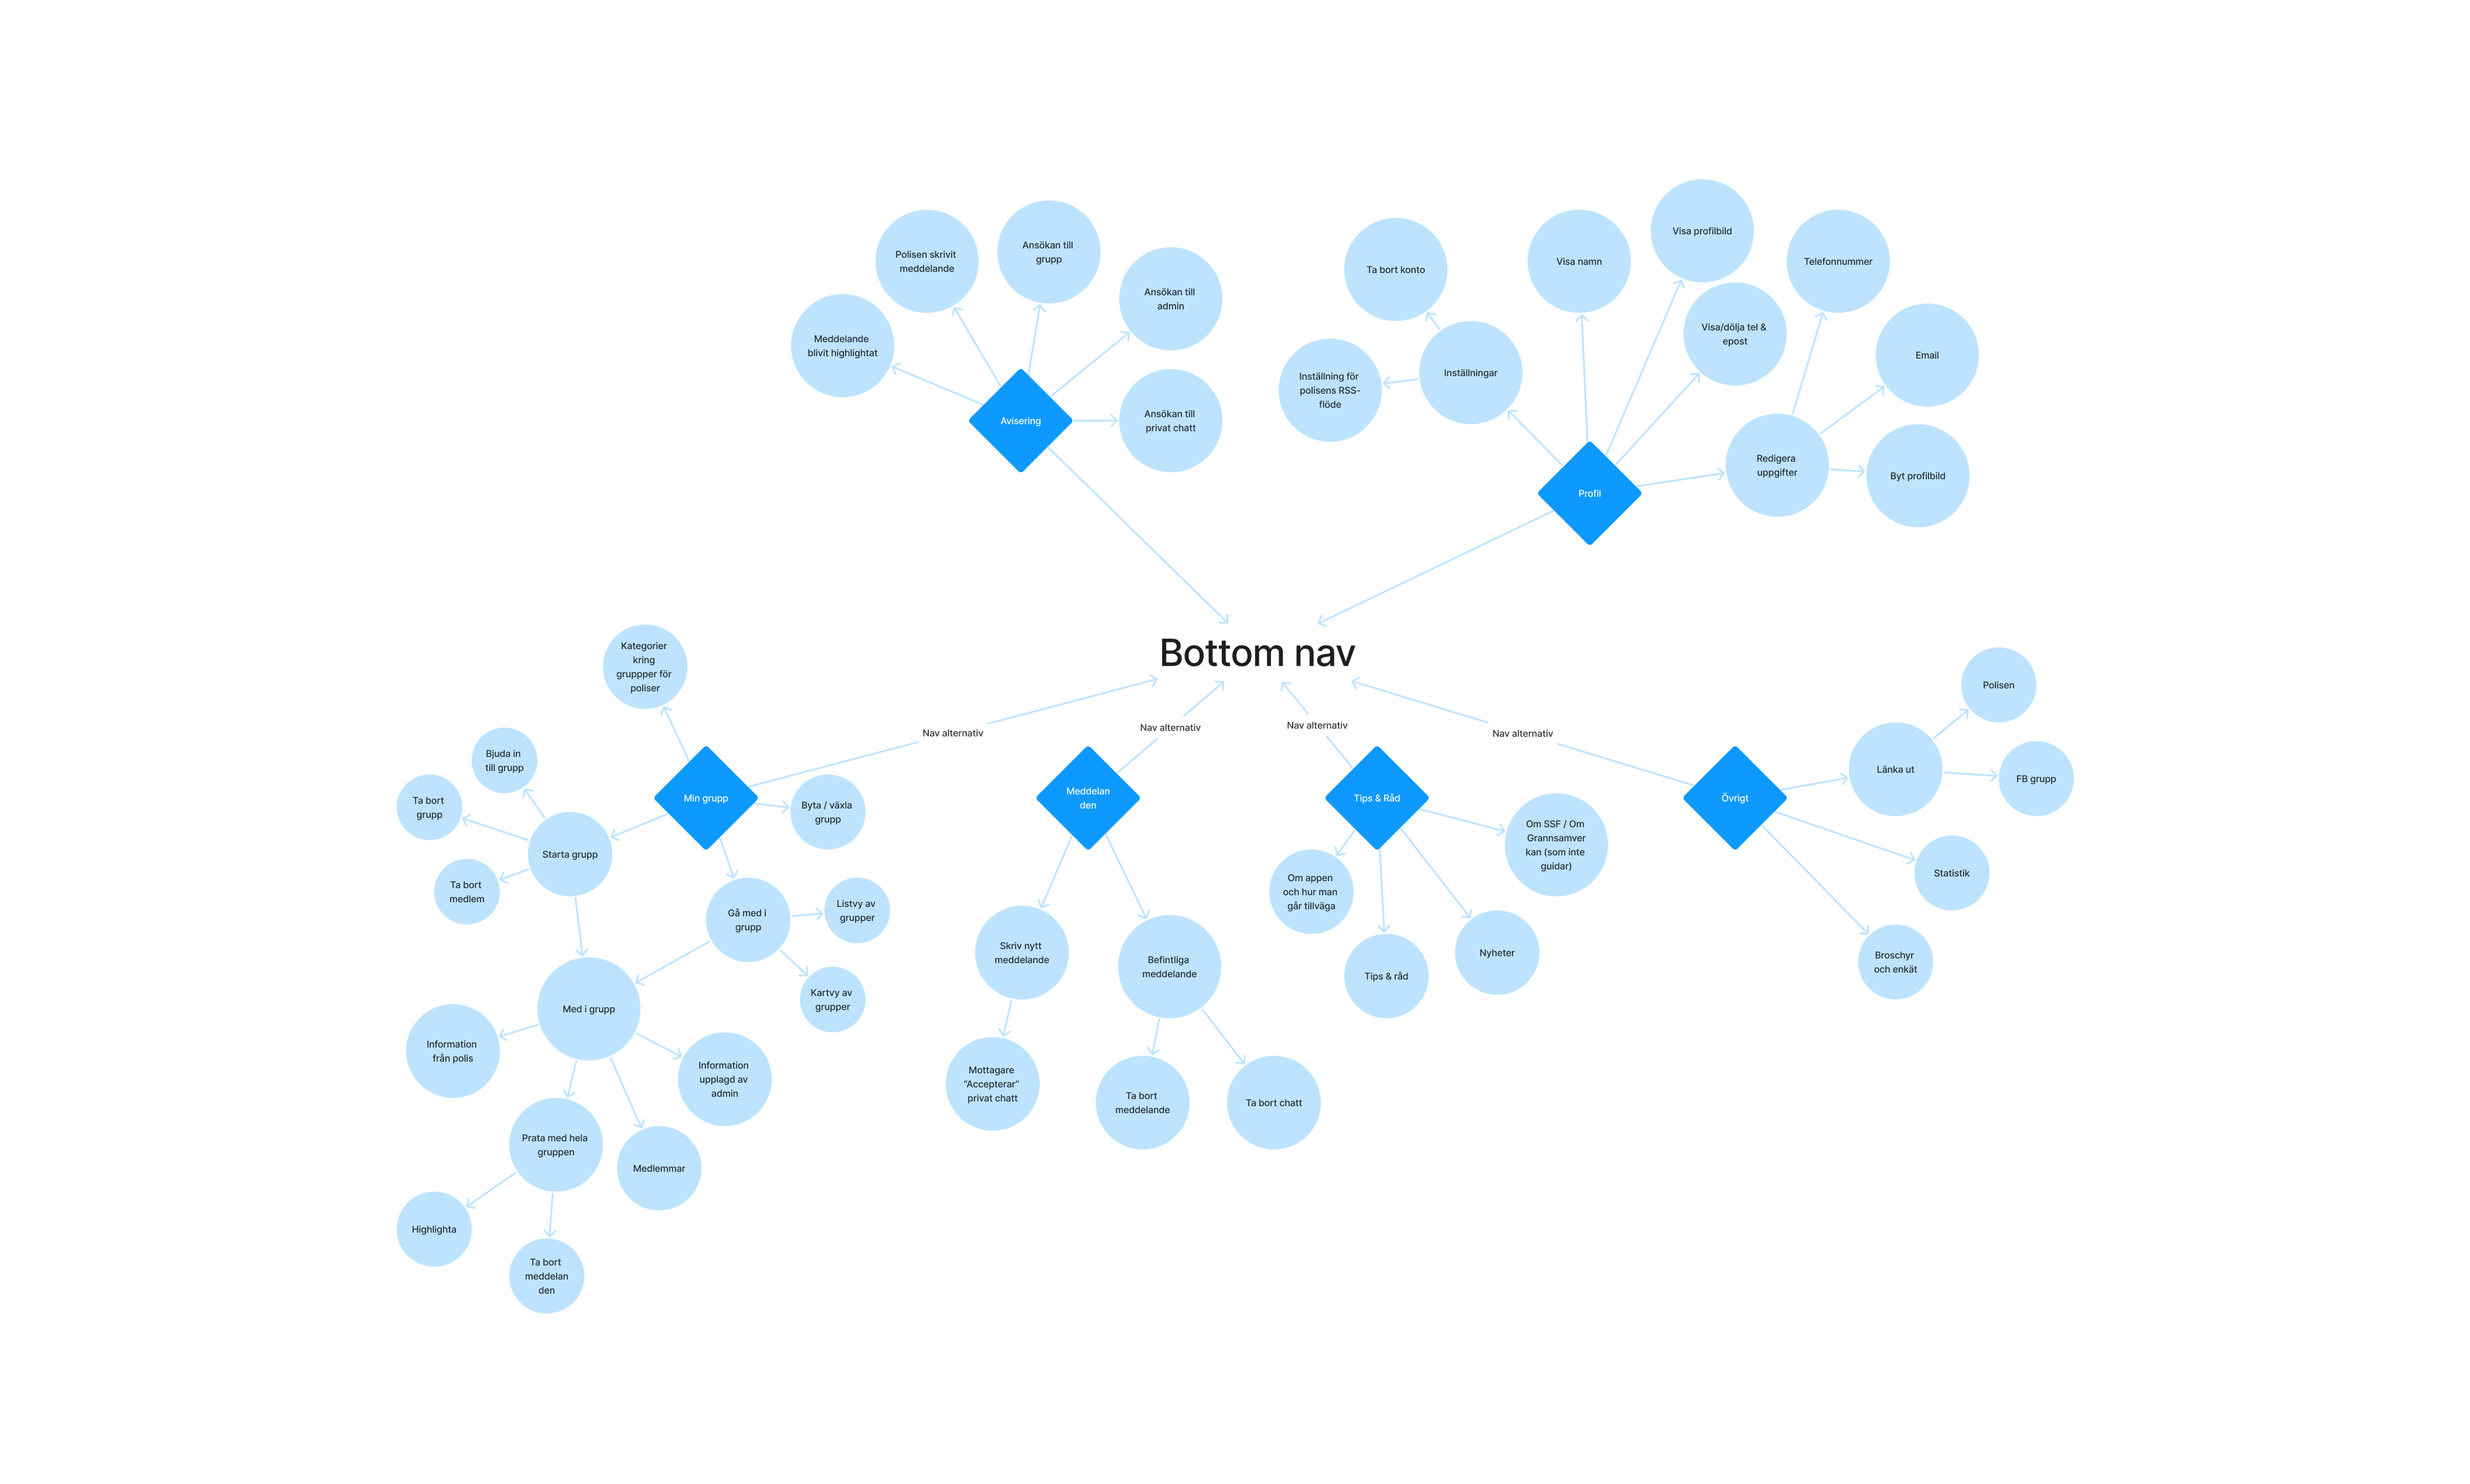 Polisen skrivit
meddelande
Ansökan till
grupp
Ansökan till
admin
Meddelande
blivit highlightat
Avisering
Ansökan till
privat chatt
Ta bort konto
Visa namn
Visa profilbild
Telefonnummer
Visa/dölja tel &
epost
Email
Inställning för
polisens RSS-
flöde
Inställningar
Redigera
uppgifter
Byt profilbild
Profil
Bottom nav
Nav alternativ
Nav alternativ
Nav alternativ
Nav alternativ
Kategorier
kring
gruppper för
poliser
Bjuda in
till grupp
Ta bort
grupp
Min grupp
Byta / växla
grupp
Starta grupp
Ta bort
medlem
Gå med i
grupp
Listvy av
grupper
Kartvy av
grupper
Med i grupp
Information
från polis
Information
upplagd av
admin
Prata med hela
gruppen
Medlemmar
Highlighta
Ta bort
meddelan
den
Meddelan
den
Skriv nytt
meddelande
Befintliga
meddelande
Mottagare
“Accepterar”
privat chatt
Ta bort
meddelande
Ta bort chatt
Tips & Råd
Om SSF / Om
Grannsamver
kan (som inte
guidar)
Om appen
och hur man
går tillväga
Tips & råd
Nyheter
Övrigt
Länka ut
Polisen
FB grupp
Statistik
Broschyr
och enkät